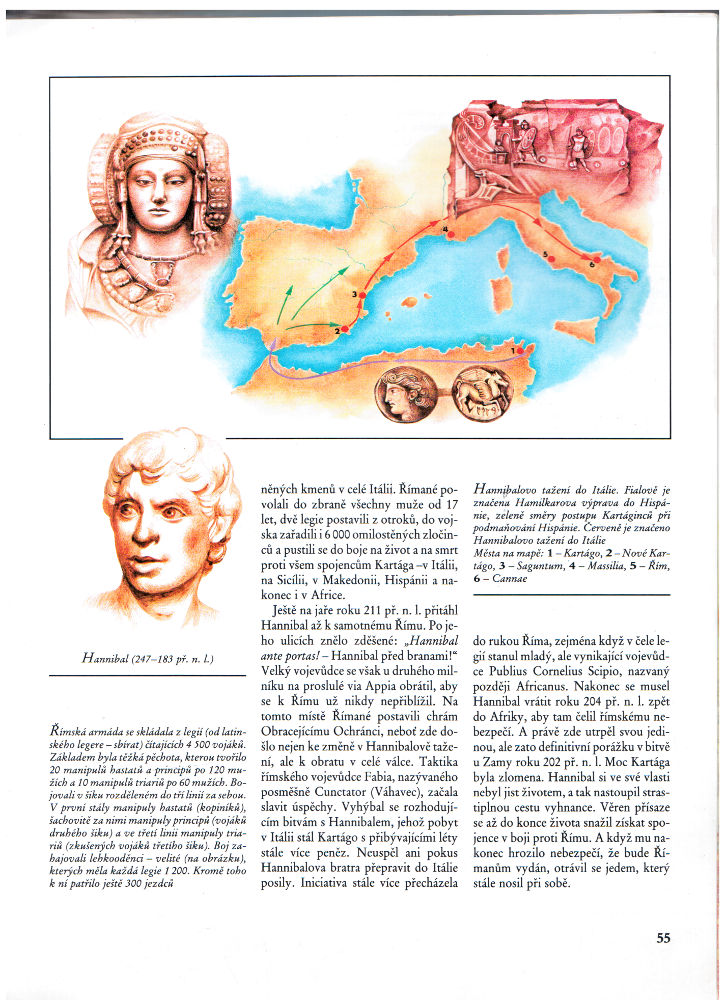 4
5
6
3
2
1
Hannibal (247–183 př. n. l.)
Římská armáda se skládala z legií (od latin-
ského legere – sbírat) čítajících 4 500 vojáků.
Základem byla těžká pěchota, kterou tvořilo
20 manipulů hastatů a principů po 120 mu-
žích a 10 manipulů triariů po 60 mužích. Bo-
jovali v šiku rozděleném do tří linií za sebou.
V první stály manipuly hastatů (kopiníků),
šachovitě za nimi manipuly principů (vojáků
druhého šiku) a ve třetí linii manipuly tria-
riů (zkušených vojáků třetího šiku). Boj za-
hajovali lehkooděnci – velité (na obrázku),
kterých měla každá legie 1 200. Kromě toho
k ní patřilo ještě 300 jezdců
něných kmenů v celé Itálii. Římané po-
volali do zbraně všechny muže od 17
let, dvě legie postavili z otroků, do voj-
ska zařadili i 6 000 omilostěných zločin-
ců a pustili se do boje na život a na smrt
proti všem spojencům Kartága –v Itálii,
na Sicílii, v Makedonii, Hispánii a na-
konec i v Africe.
Ještě na jaře roku 211 př. n. l. přitáhl
Hannibal až k samotnému Římu. Po je-
ho ulicích znělo zděšené: „Hannibal
ante portas! – Hannibal před branami!“
Velký vojevůdce se však u druhého mil-
níku na proslulé via Appia obrátil, aby
se k Římu už nikdy nepřiblížil. Na
tomto místě Římané postavili chrám
Obracejícímu Ochránci, neboť zde do-
šlo nejen ke změně v Hannibalově taže-
ní, ale k obratu v celé válce. Taktika
římského vojevůdce Fabia, nazývaného
posměšně Cunctator (Váhavec), začala
slavit úspěchy. Vyhýbal se rozhodují-
cím bitvám s Hannibalem, jehož pobyt
v Itálii stál Kartágo s přibývajícími léty
stále více peněz. Neuspěl ani pokus
Hannibalova bratra přepravit do Itálie
posily. Iniciativa stále více přecházela
Hannibalovo tažení do Itálie. Fialově je
značena Hamilkarova výprava do Hispá-
nie, zeleně směry postupu Kartáginců při
podmaňování Hispánie. Červeně je značeno
Hannibalovo tažení do Itálie
Města na mapě: 1 – Kartágo, 2 – Nové Kar-
tágo, 3 – Saguntum, 4 – Massilia, 5 – Řím,
6 – Cannae
do rukou Říma, zejména když v čele le-
gií stanul mladý, ale vynikající vojevůd-
ce Publius Cornelius Scipio, nazvaný
později Africanus. Nakonec se musel
Hannibal vrátit roku 204 př. n. l. zpět
do Afriky, aby tam čelil římskému ne-
bezpečí. A právě zde utrpěl svou jedi-
nou, ale zato definitivní porážku v bitvě
u Zamy roku 202 př. n. l. Moc Kartága
byla zlomena. Hannibal si ve své vlasti
nebyl jist životem, a tak nastoupil stras-
tiplnou cestu vyhnance. Věren přísaze
se až do konce života snažil získat spo-
jence v boji proti Římu. A když mu na-
konec hrozilo nebezpečí, že bude Ří-
manům vydán, otrávil se jedem, který
stále nosil při sobě.
55